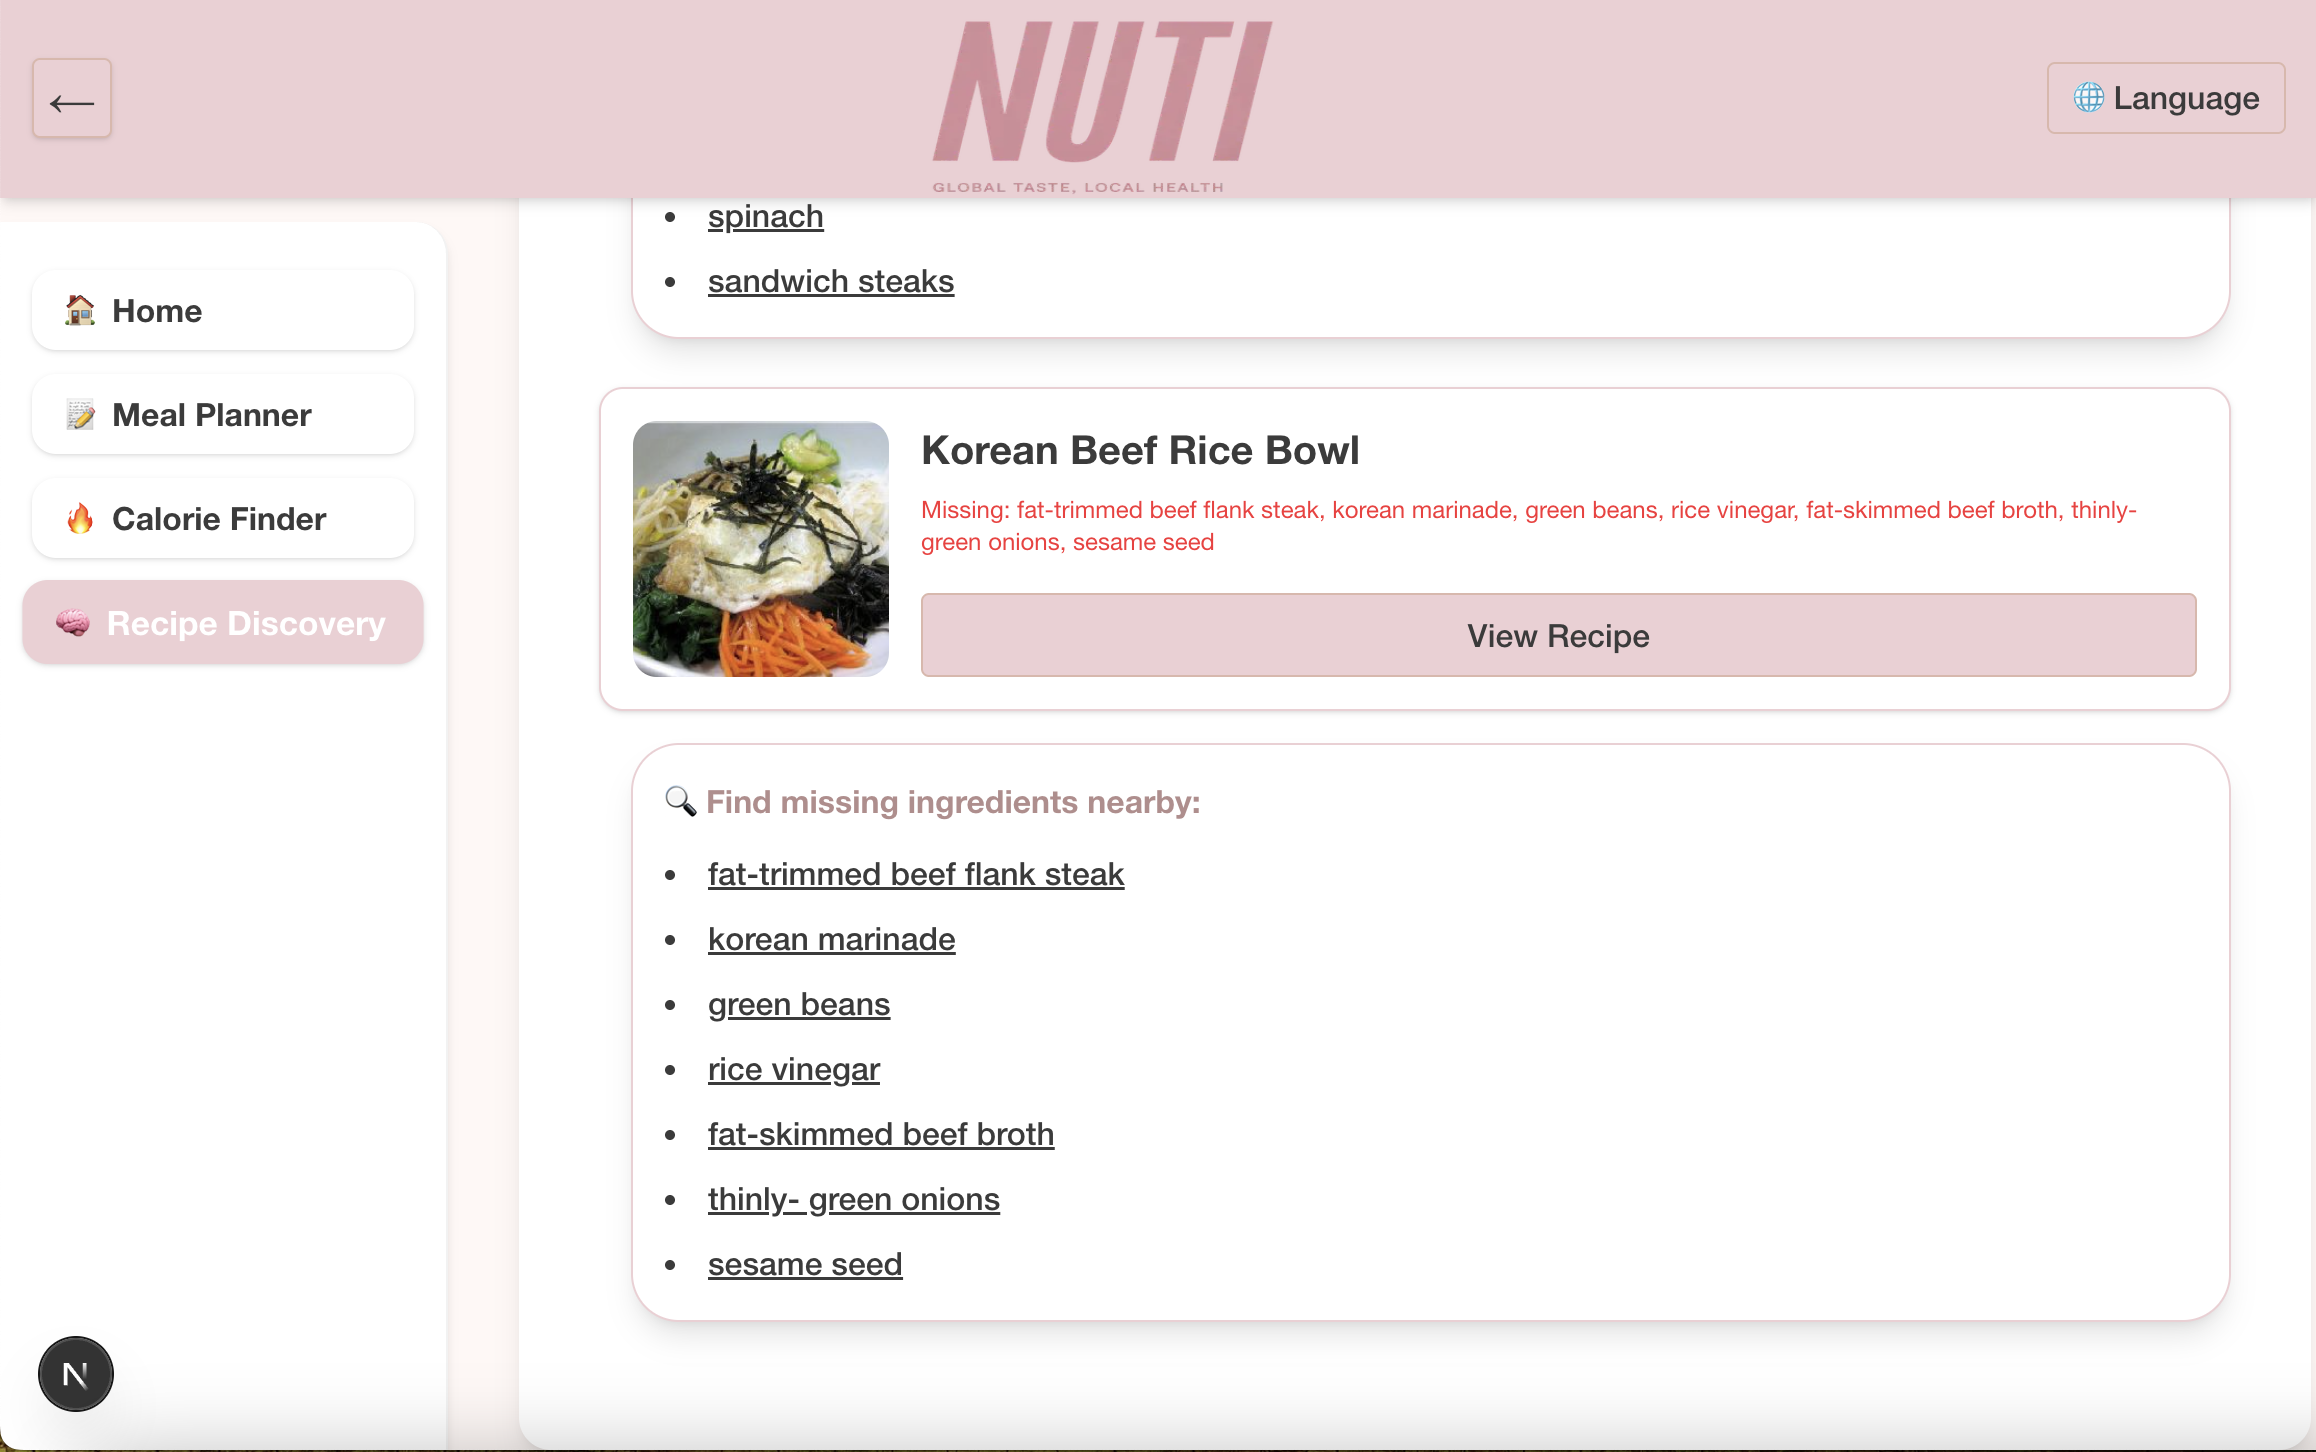 NUTI
GLOBAL TASTE, LOCAL HEALTH
←
🌐 Language
🏠 Home
📝 Meal Planner
🔥 Calorie Finder
🧠 Recipe Discovery
• spinach
• sandwich steaks
Korean Beef Rice Bowl
Missing: fat-trimmed beef flank steak, korean marinade, green beans, rice vinegar, fat-skimmed beef broth, thinly-
green onions, sesame seed
View Recipe
🔍 Find missing ingredients nearby:
• fat-trimmed beef flank steak
• korean marinade
• green beans
• rice vinegar
• fat-skimmed beef broth
• thinly- green onions
• sesame seed
N